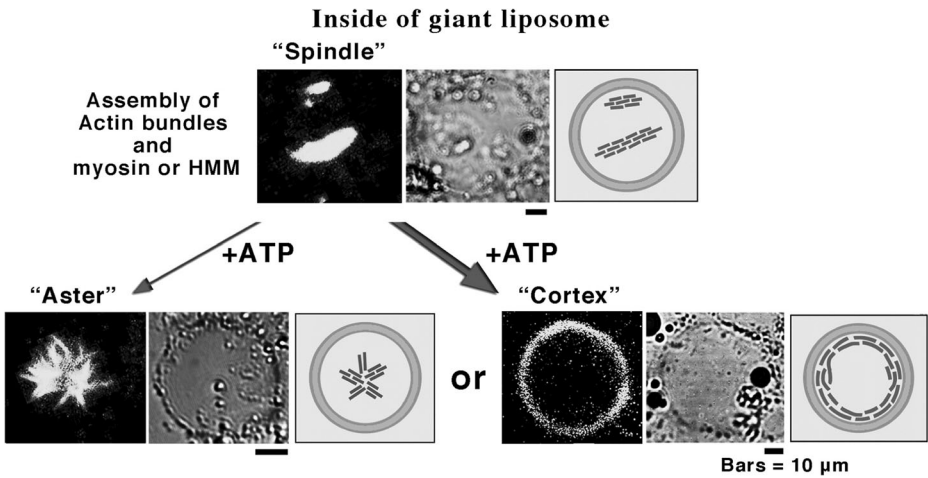 Inside of giant liposome
“Spindle”
Assembly of
Actin bundles
and
myosin or HMM
+ATP
+ATP
“Aster”
“Cortex”
or
Bars = 10 μm